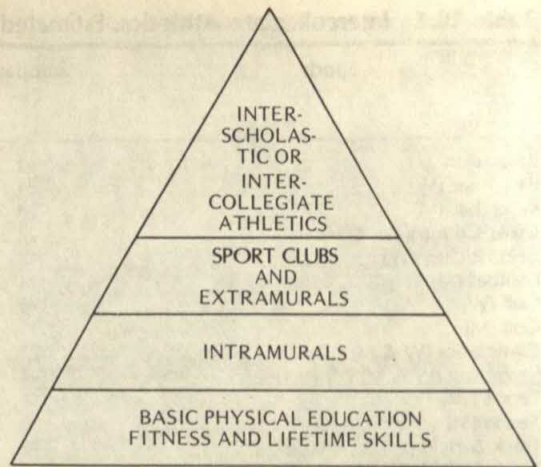 INTER-
SCHOLAS-
TIC OR
INTER-
COLLEGIATE
ATHLETICS
SPORT CLUBS
AND
EXTRAMURALS
INTRAMURALS
BASIC PHYSICAL EDUCATION
FITNESS AND LIFETIME SKILLS